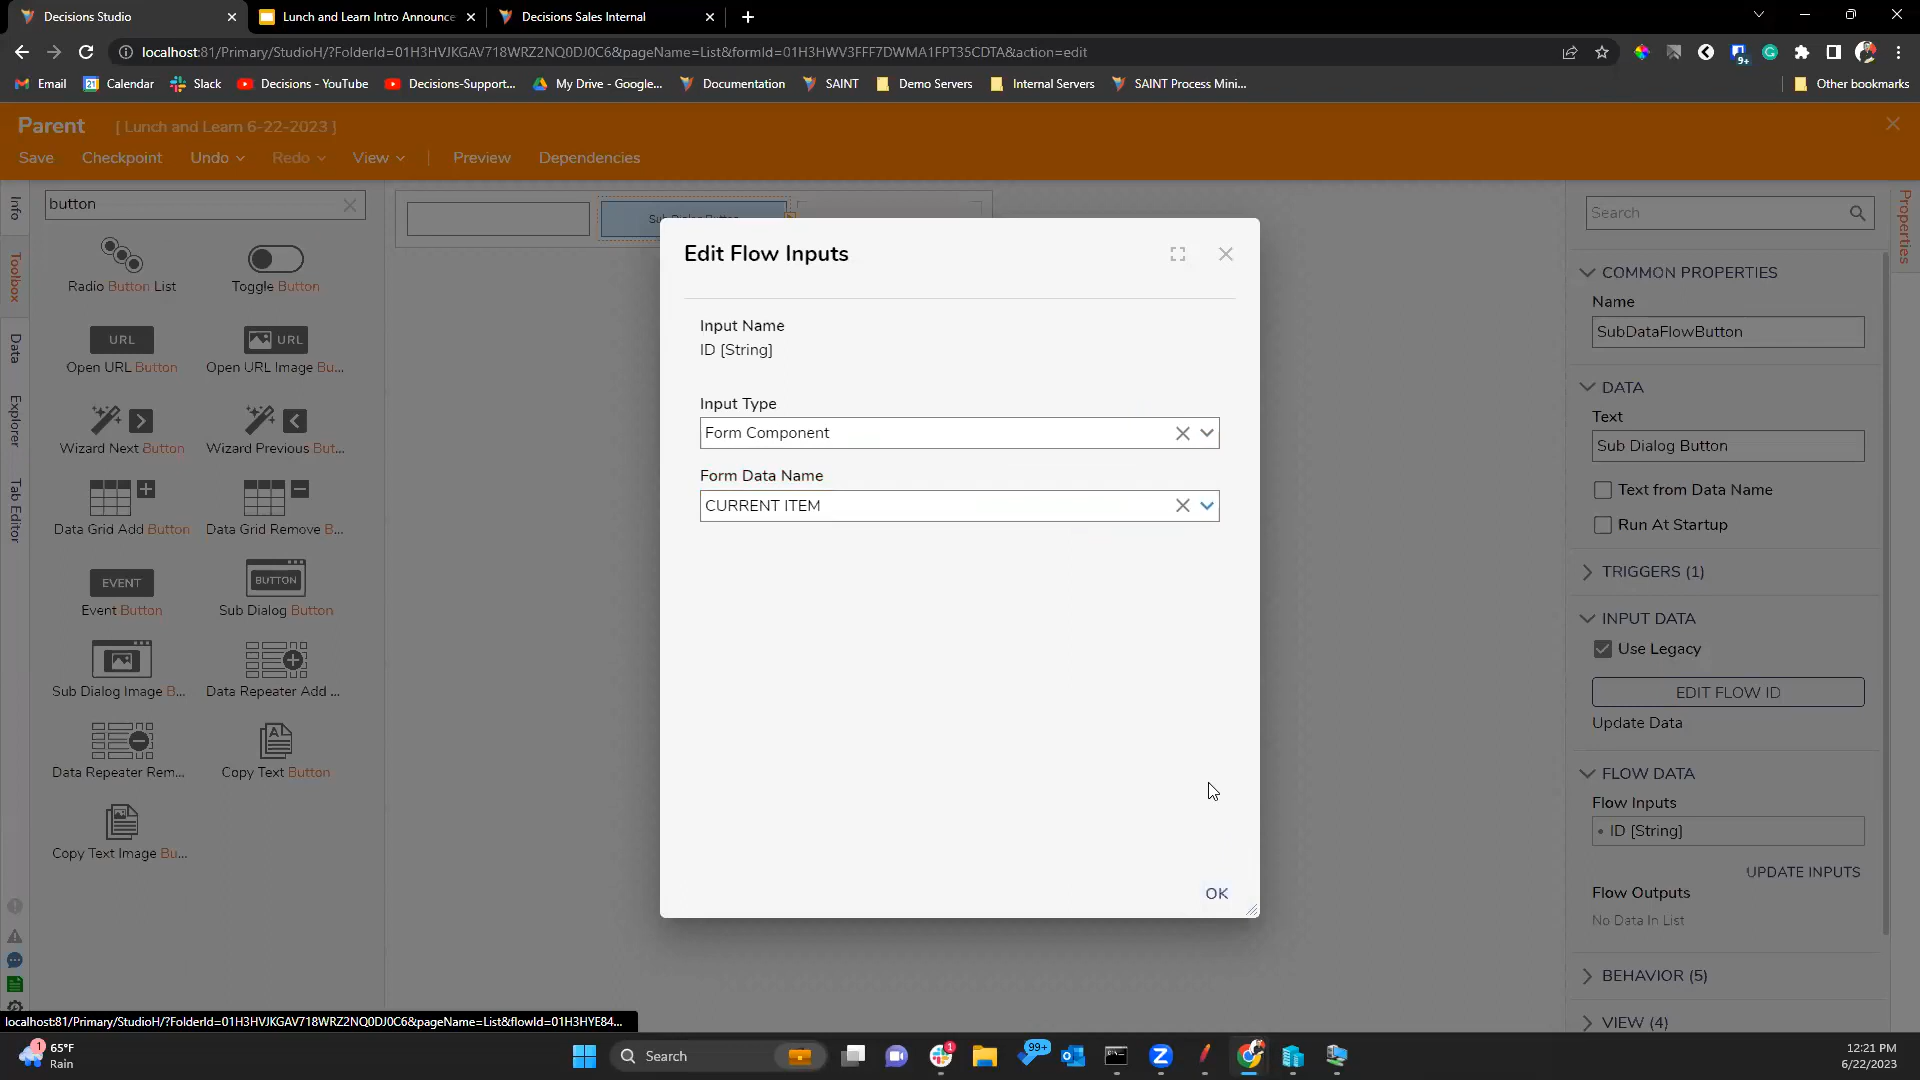 Decisions Studio
Lunch and Learn Intro Announce
Decisions Sales Internal
localhost:81/Primary/StudioH/?FolderId=01H3HVJKGAV718WRZ2NQ0DJ0C6&pageName=List&formId=01H3HWV3FFF7DWMA1FPT35CDTA&action=edit
9+
Email
Calendar
Slack
Decisions - YouTube
Decisions-Support...
My Drive - Google...
Documentation
SAINT
Demo Servers
Internal Servers
SAINT Process Mini...
Other bookmarks
Parent [ Lunch and Learn 6-22-2023 ]
Save
Checkpoint
Undo
Redo
View
Preview
Dependencies
Info
Toolbox
Data
Explorer
Tab Editor
button
Radio Button List
Toggle Button
URL
URL
Open URL Button
Open URL Image Bu...
Wizard Next Button
Wizard Previous But...
Data Grid Add Button
Data Grid Remove B...
EVENT
BUTTON
Event Button
Sub Dialog Button
Sub Dialog Image B...
Data Repeater Add ...
Data Repeater Rem...
Copy Text Button
Copy Text Image Bu...
Edit Flow Inputs
Input Name
ID [String]
Input Type
Form Component
Form Data Name
CURRENT ITEM
OK
Properties
Search
COMMON PROPERTIES
Name
SubDataFlowButton
DATA
Text
Sub Dialog Button
Text from Data Name
Run At Startup
TRIGGERS (1)
INPUT DATA
Use Legacy
EDIT FLOW ID
Update Data
FLOW DATA
Flow Inputs
• ID [String]
UPDATE INPUTS
Flow Outputs
No Data In List
BEHAVIOR (5)
VIEW (4)
localhost:81/Primary/StudioH/?FolderId=01H3HVJKGAV718WRZ2NQ0DJ0C6&pageName=List&flowId=01H3HYE84...
1
65°F
Rain
Search
1
99+
12:21 PM
6/22/2023